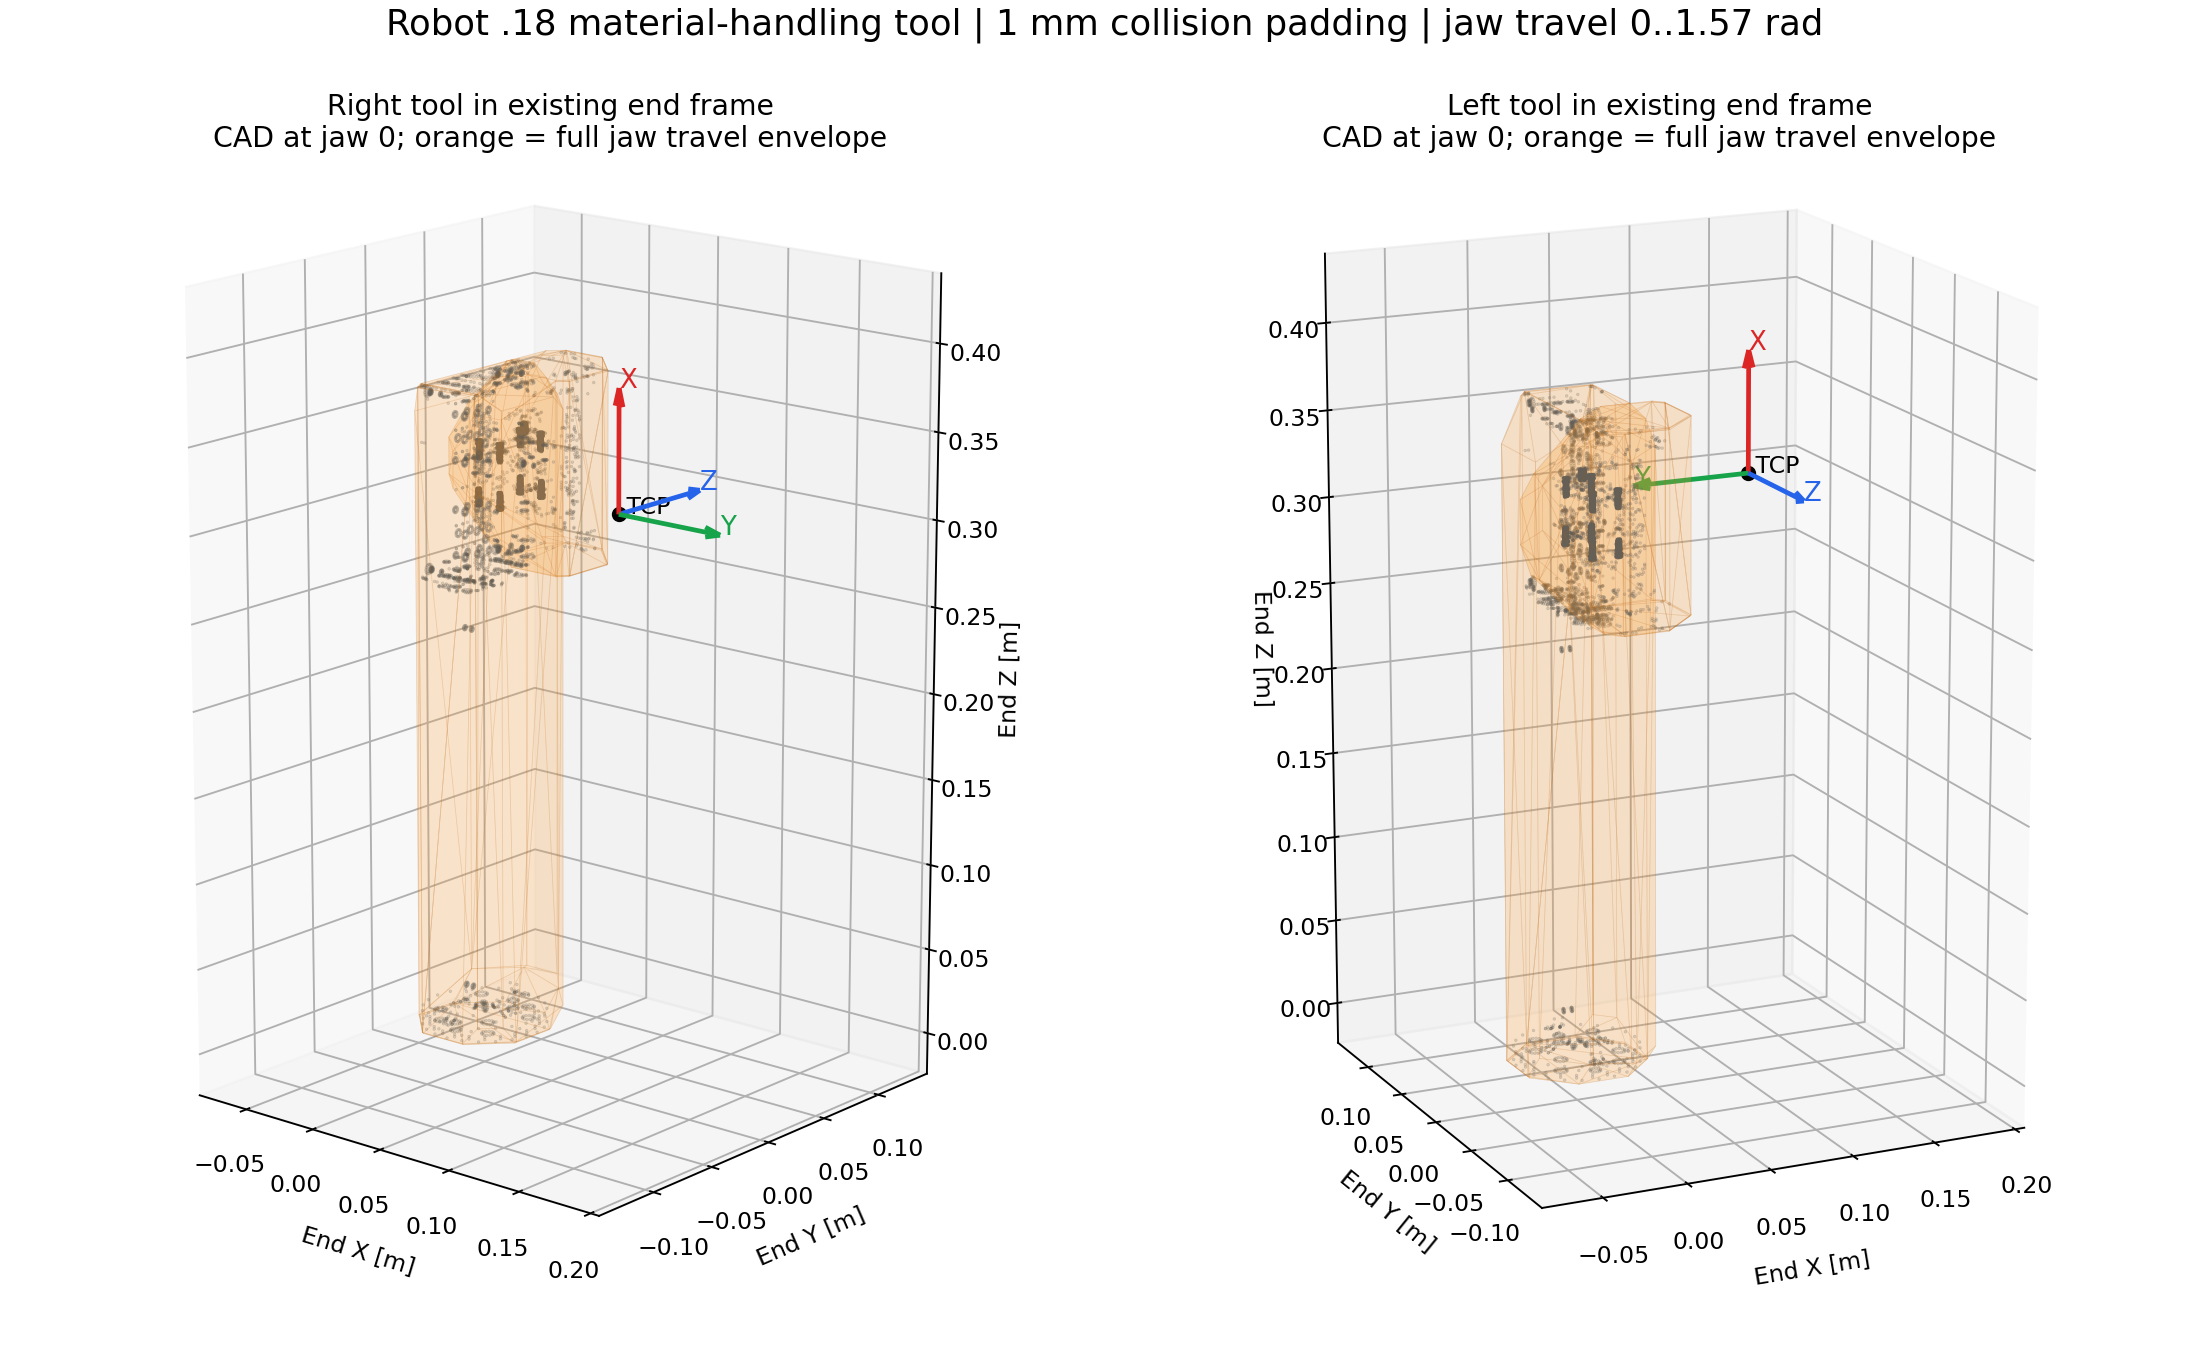 Robot .18 material-handling tool | 1 mm collision padding | jaw travel 0..1.57 rad
Right tool in existing end frame
CAD at jaw 0; orange = full jaw travel envelope
X
Z
TCP
Y
0.40
0.35
0.30
0.25
0.20
0.15
0.10
0.05
0.00
End Z [m]
−0.05
0.00
0.05
0.10
0.15
0.20
End X [m]
−0.10
−0.05
0.00
0.05
0.10
End Y [m]
Left tool in existing end frame
CAD at jaw 0; orange = full jaw travel envelope
X
TCP
Y
Z
0.40
0.35
0.30
0.25
0.20
0.15
0.10
0.05
0.00
End Z [m]
0.10
0.05
0.00
−0.05
−0.10
End Y [m]
−0.05
0.00
0.05
0.10
0.15
0.20
End X [m]